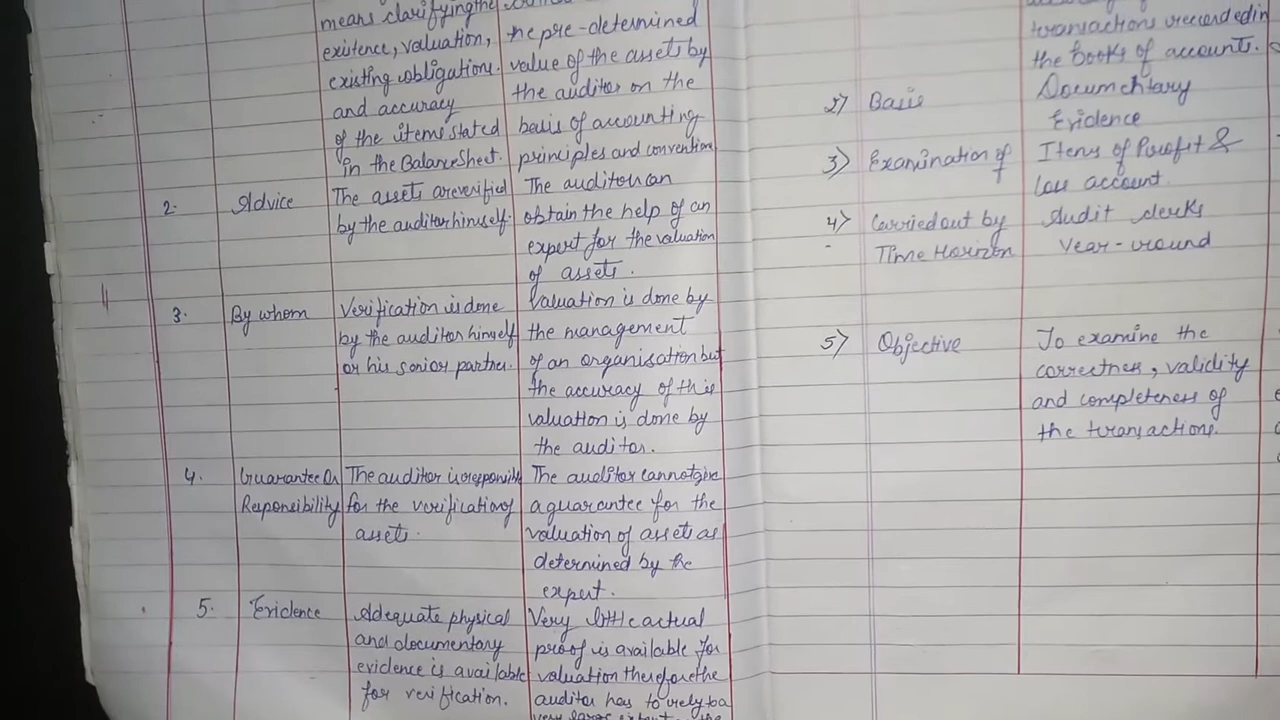 means clarifying the
existence, valuation,
existing obligations.
and accuracy
of the items stated
in the Balance Sheet.
the pre-determined
value of the assets by
the auditor on the
basis of accounting
principles and convention
2. Advice
The assets are verified
by the auditor himself.
The auditor can
obtain the help of an
expert for the valuation
of assets.
3. By whom
Verification is done
by the auditor himself
or his senior partner.
Valuation is done by
the management
of an organisation but
the accuracy of this
valuation is done by
the auditor.
4. Guarantee Or
Responsibility
The auditor is responsible
for the verification of
assets.
The auditor cannot give
a guarantee for the
valuation of assets as
determined by the
expert.
5. Evidence
Adequate physical
and documentary
evidence is available
for verification.
Very little actual
proof is available for
valuation therefore the
auditor has to rely to a
very large extent the
transactions recorded in
the books of accounts.
2) Basis
Documentary
Evidence
3) Examination of
Items of Profit &
loss account.
4) Carried out by
Audit clerks
Time Horizon
Year-round
5) Objective
To examine the
correctness, validity
and completeness of
the transactions.